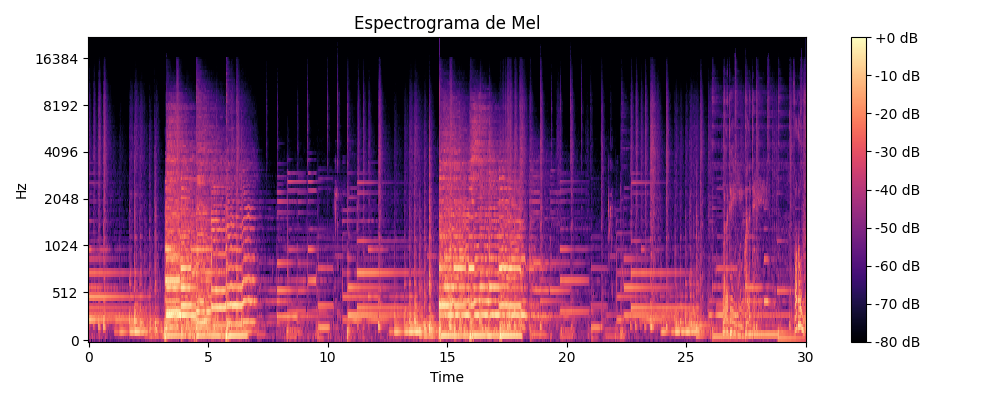 Espectrograma de Mel
Hz
16384
8192
4096
2048
1024
512
0
0 5 10 15 20 25 30
Time
+0 dB
-10 dB
-20 dB
-30 dB
-40 dB
-50 dB
-60 dB
-70 dB
-80 dB